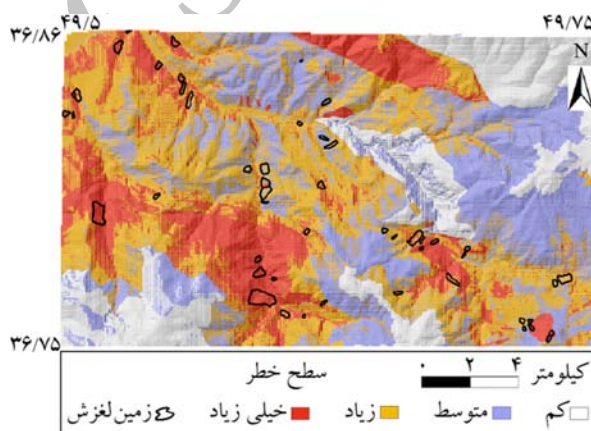 ۴۹/۵ ۴۹/۷۵
۳۶/۸۶
N
۳۶/۷۵
سطح خطر ۰ ۲ ۴ کیلومتر
کم متوسط زیاد خیلی زیاد زمین‌لغزش